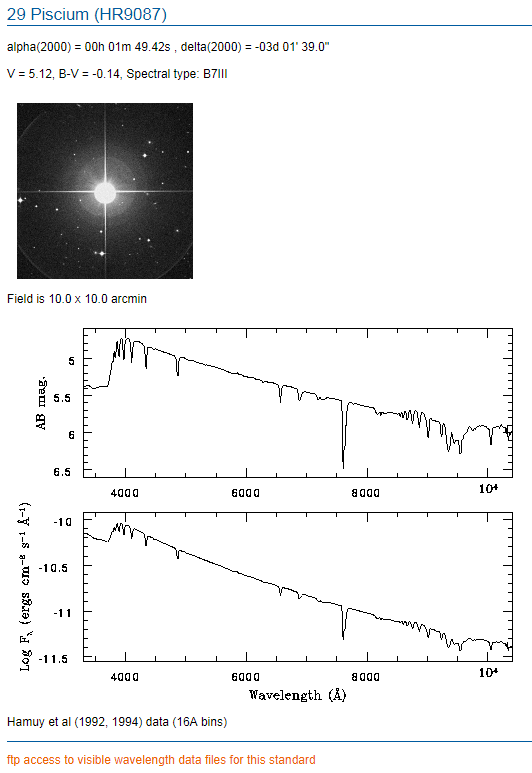 29 Piscium (HR9087)
alpha(2000) = 00h 01m 49.42s , delta(2000) = -03d 01' 39.0"
V = 5.12, B-V = -0.14, Spectral type: B7III
Field is 10.0 x 10.0 arcmin
5
5.5
6
6.5
AB mag.
4000 6000 8000 10⁴
-10
-10.5
-11
-11.5
Log Fλ (ergs cm⁻² s⁻¹ Å⁻¹)
4000 6000 8000 10⁴
Wavelength (Å)
Hamuy et al (1992, 1994) data (16A bins)
ftp access to visible wavelength data files for this standard